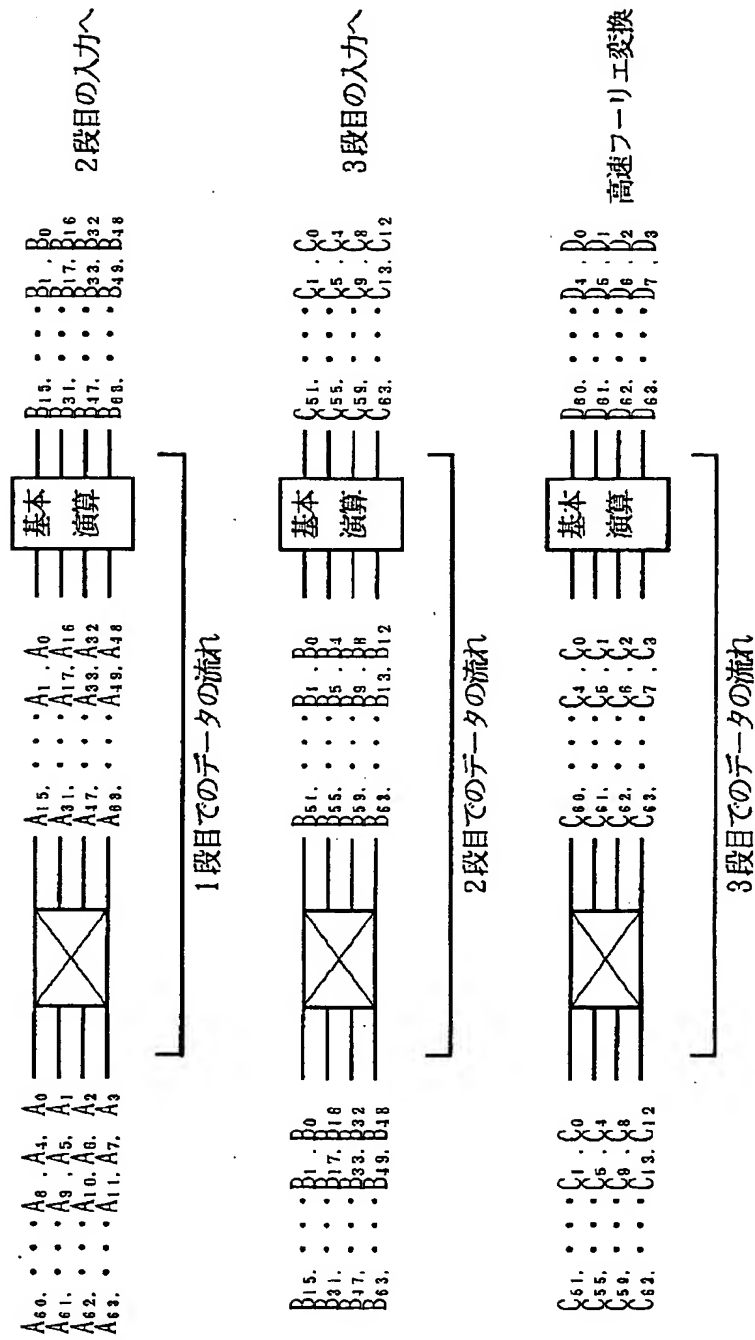 A60. ・・・A8 , A4, A0
A61. ・・・A9 , A5, A1
A62. ・・・A10, A6, A2
A63. ・・・A11, A7, A3
A15. ・・・A1 , A0
A31. ・・・A17, A16
A47. ・・・A33, A32
A63. ・・・A49, A48
基本
演算
B15. ・・・B1 , B0
B31. ・・・B17, B16
B47. ・・・B33, B32
B63. ・・・B49, B48
2段目の入力へ
1段目でのデータの流れ
B15. ・・・B1 , B0
B31. ・・・B17, B16
B47. ・・・B33, B32
B63. ・・・B49, B48
B51. ・・・B1 , B0
B55. ・・・B5, B4
B59. ・・・B9, B8
B63. ・・・B13, B12
基本
演算
C51. ・・・C1 , C0
C55. ・・・C5, C4
C59. ・・・C9, C8
C63. ・・・C13, C12
3段目の入力へ
2段目でのデータの流れ
C51. ・・・C1 , C0
C55. ・・・C5, C4
C59. ・・・C9, C8
C63. ・・・C13, C12
C60. ・・・C4 , C0
C61. ・・・C5, C1
C62. ・・・C6, C2
C63. ・・・C7, C3
基本
演算
D60. ・・・D4 , D0
D61. ・・・D5, D1
D62. ・・・D6, D2
D63. ・・・D7, D3
高速フーリエ変換
3段目でのデータの流れ